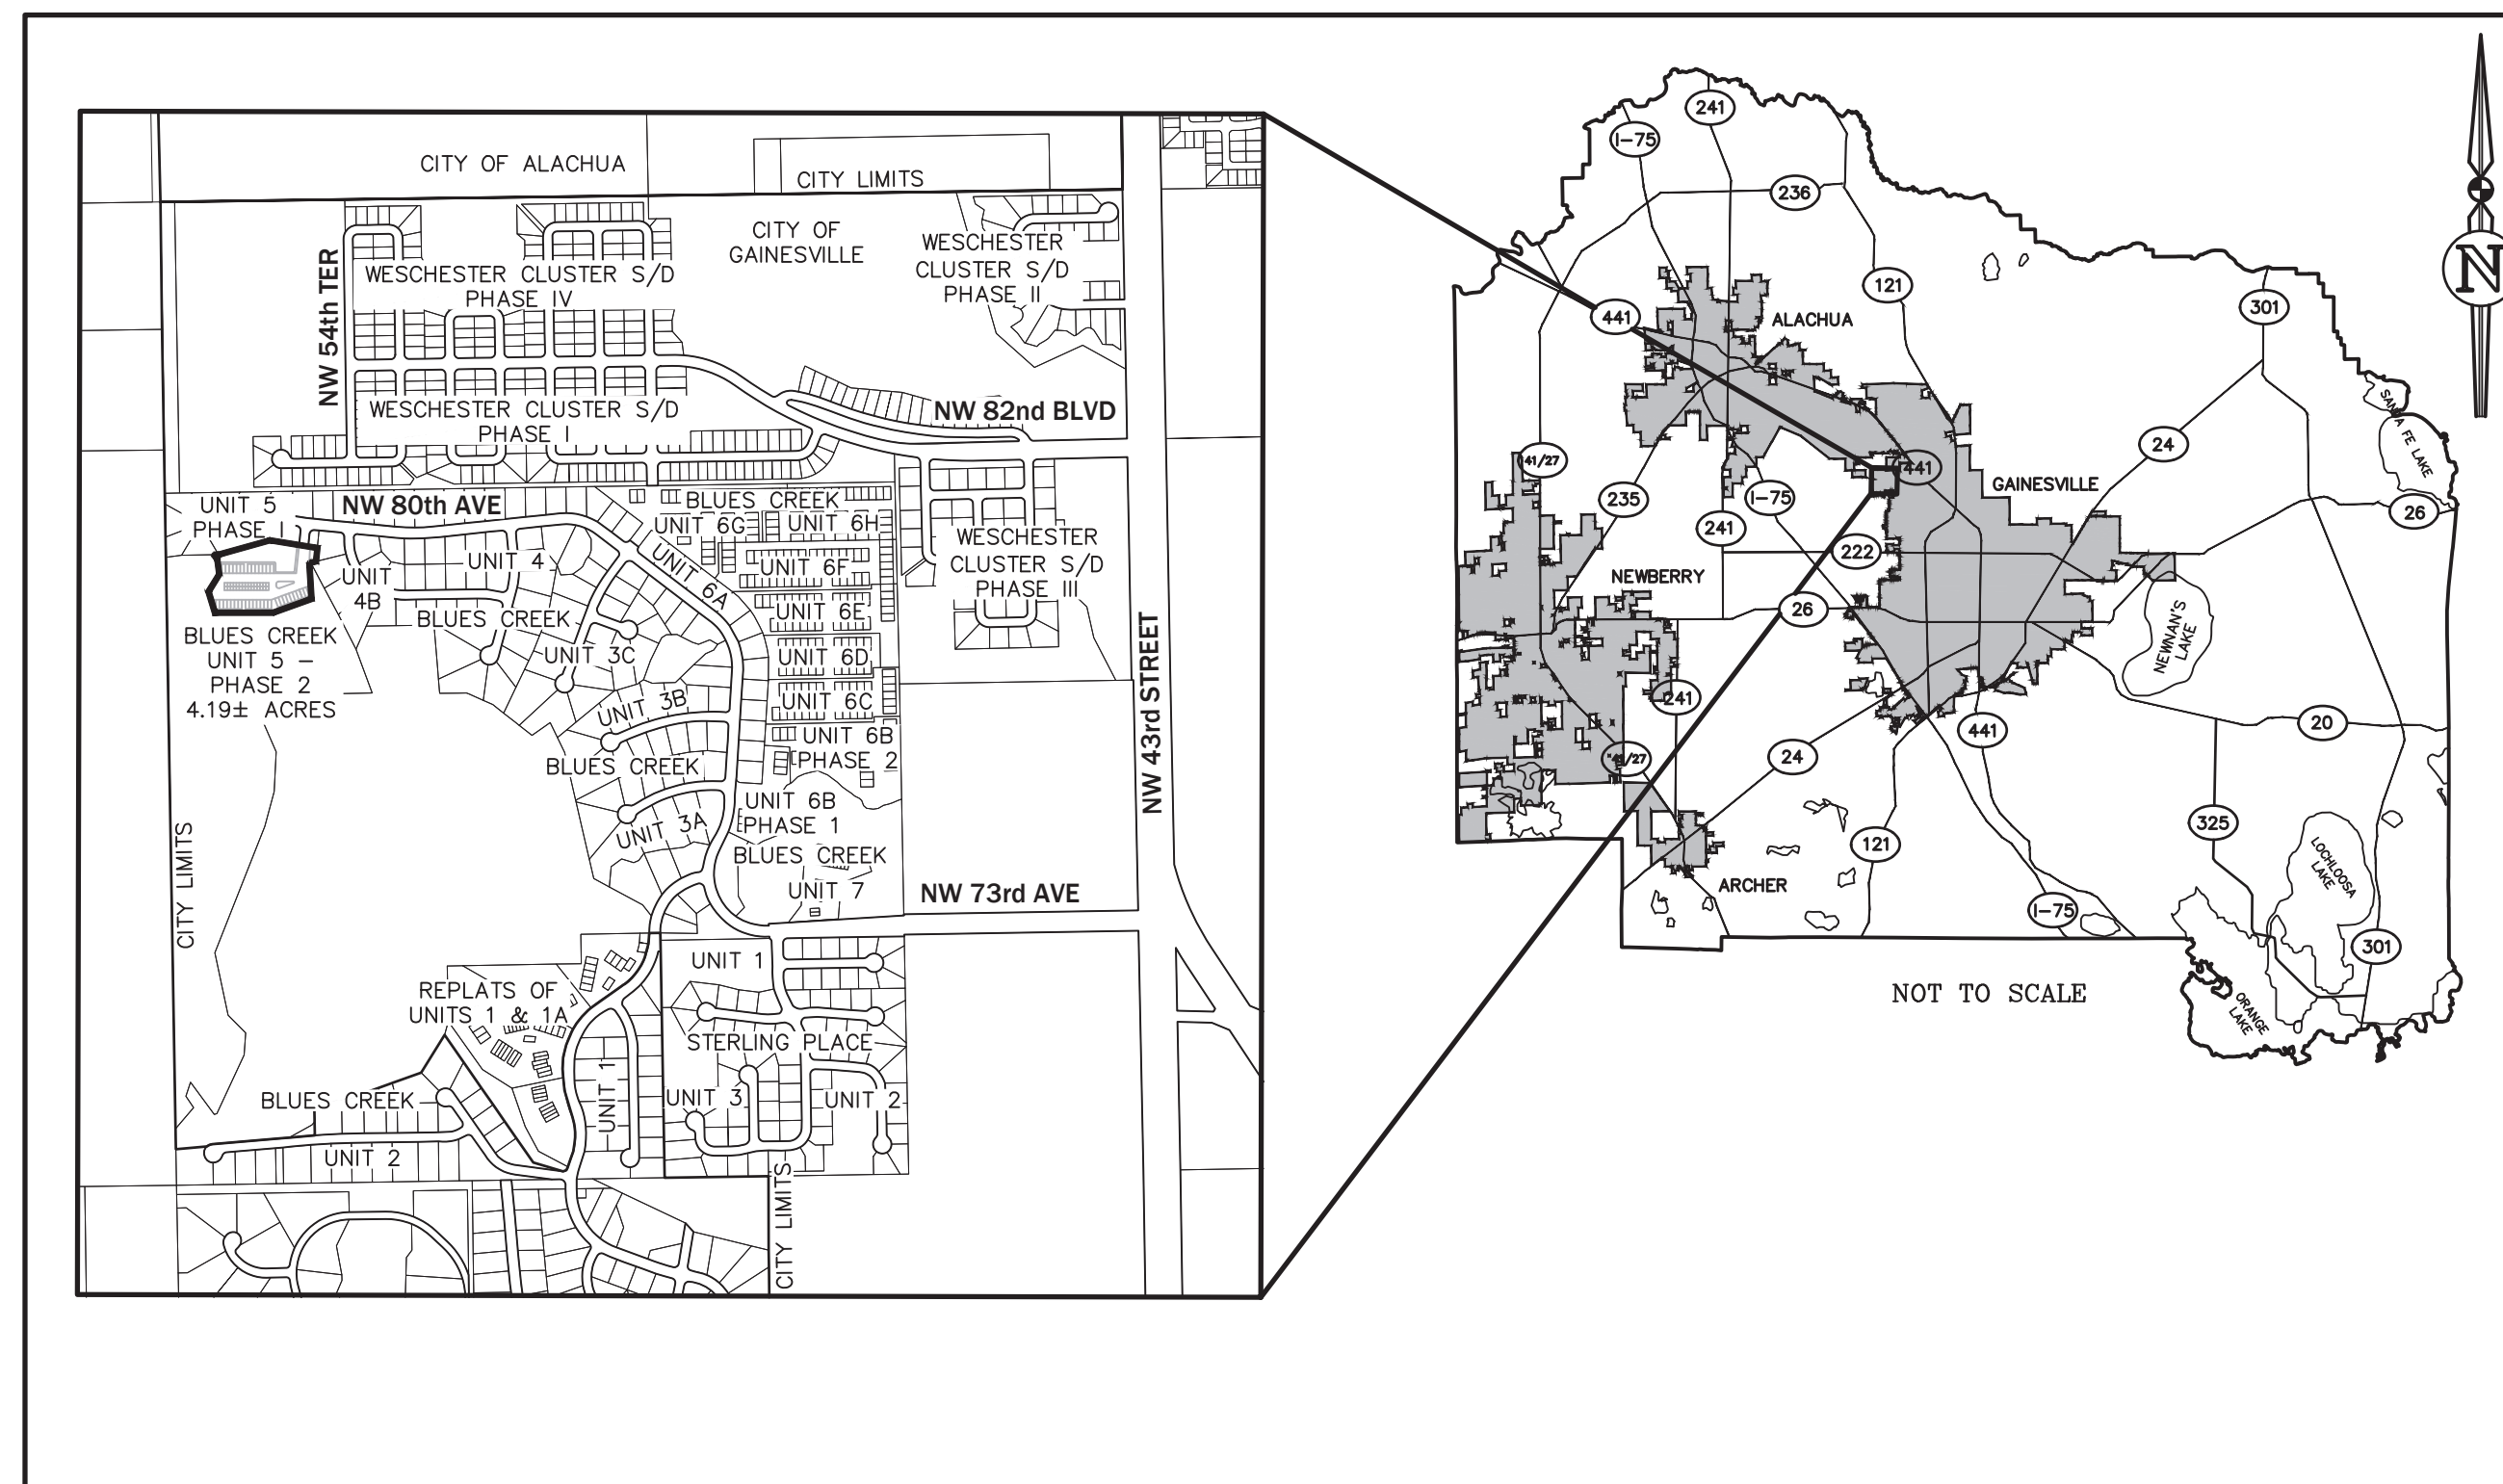 CITY OF ALACHUA
CITY LIMITS
CITY OF
GAINESVILLE
WESCHESTER
CLUSTER S/D
PHASE II
NW 54th TER
WESCHESTER CLUSTER S/D
PHASE IV
WESCHESTER CLUSTER S/D
PHASE I
NW 82nd BLVD
UNIT 5
PHASE I
NW 80th AVE
BLUES CREEK
UNIT 6G
UNIT 6H
UNIT 4
UNIT 6A
UNIT 6F
WESCHESTER
CLUSTER S/D
PHASE III
UNIT
4B
BLUES CREEK
UNIT 6E
BLUES CREEK
UNIT 5 –
PHASE 2
4.19± ACRES
UNIT 3C
UNIT 6D
UNIT 3B
UNIT 6C
NW 43rd STREET
UNIT 6B
PHASE 2
BLUES CREEK
UNIT 6B
PHASE 1
UNIT 3A
BLUES CREEK
UNIT 7
NW 73rd AVE
CITY LIMITS
UNIT 1
REPLATS OF
UNITS 1 & 1A
STERLING PLACE
UNIT 1
UNIT 3
UNIT 2
BLUES CREEK
UNIT 2
CITY LIMITS
241
I-75
236
121
301
441
ALACHUA
24
SANTA FE LAKE
41/27
441
GAINESVILLE
235
I-75
26
241
222
NEWBERRY
26
NEWNAN'S
LAKE
241
441
20
41/27
24
325
121
LOCHLOOSA
LAKE
ARCHER
I-75
301
ORANGE
LAKE
NOT TO SCALE
N